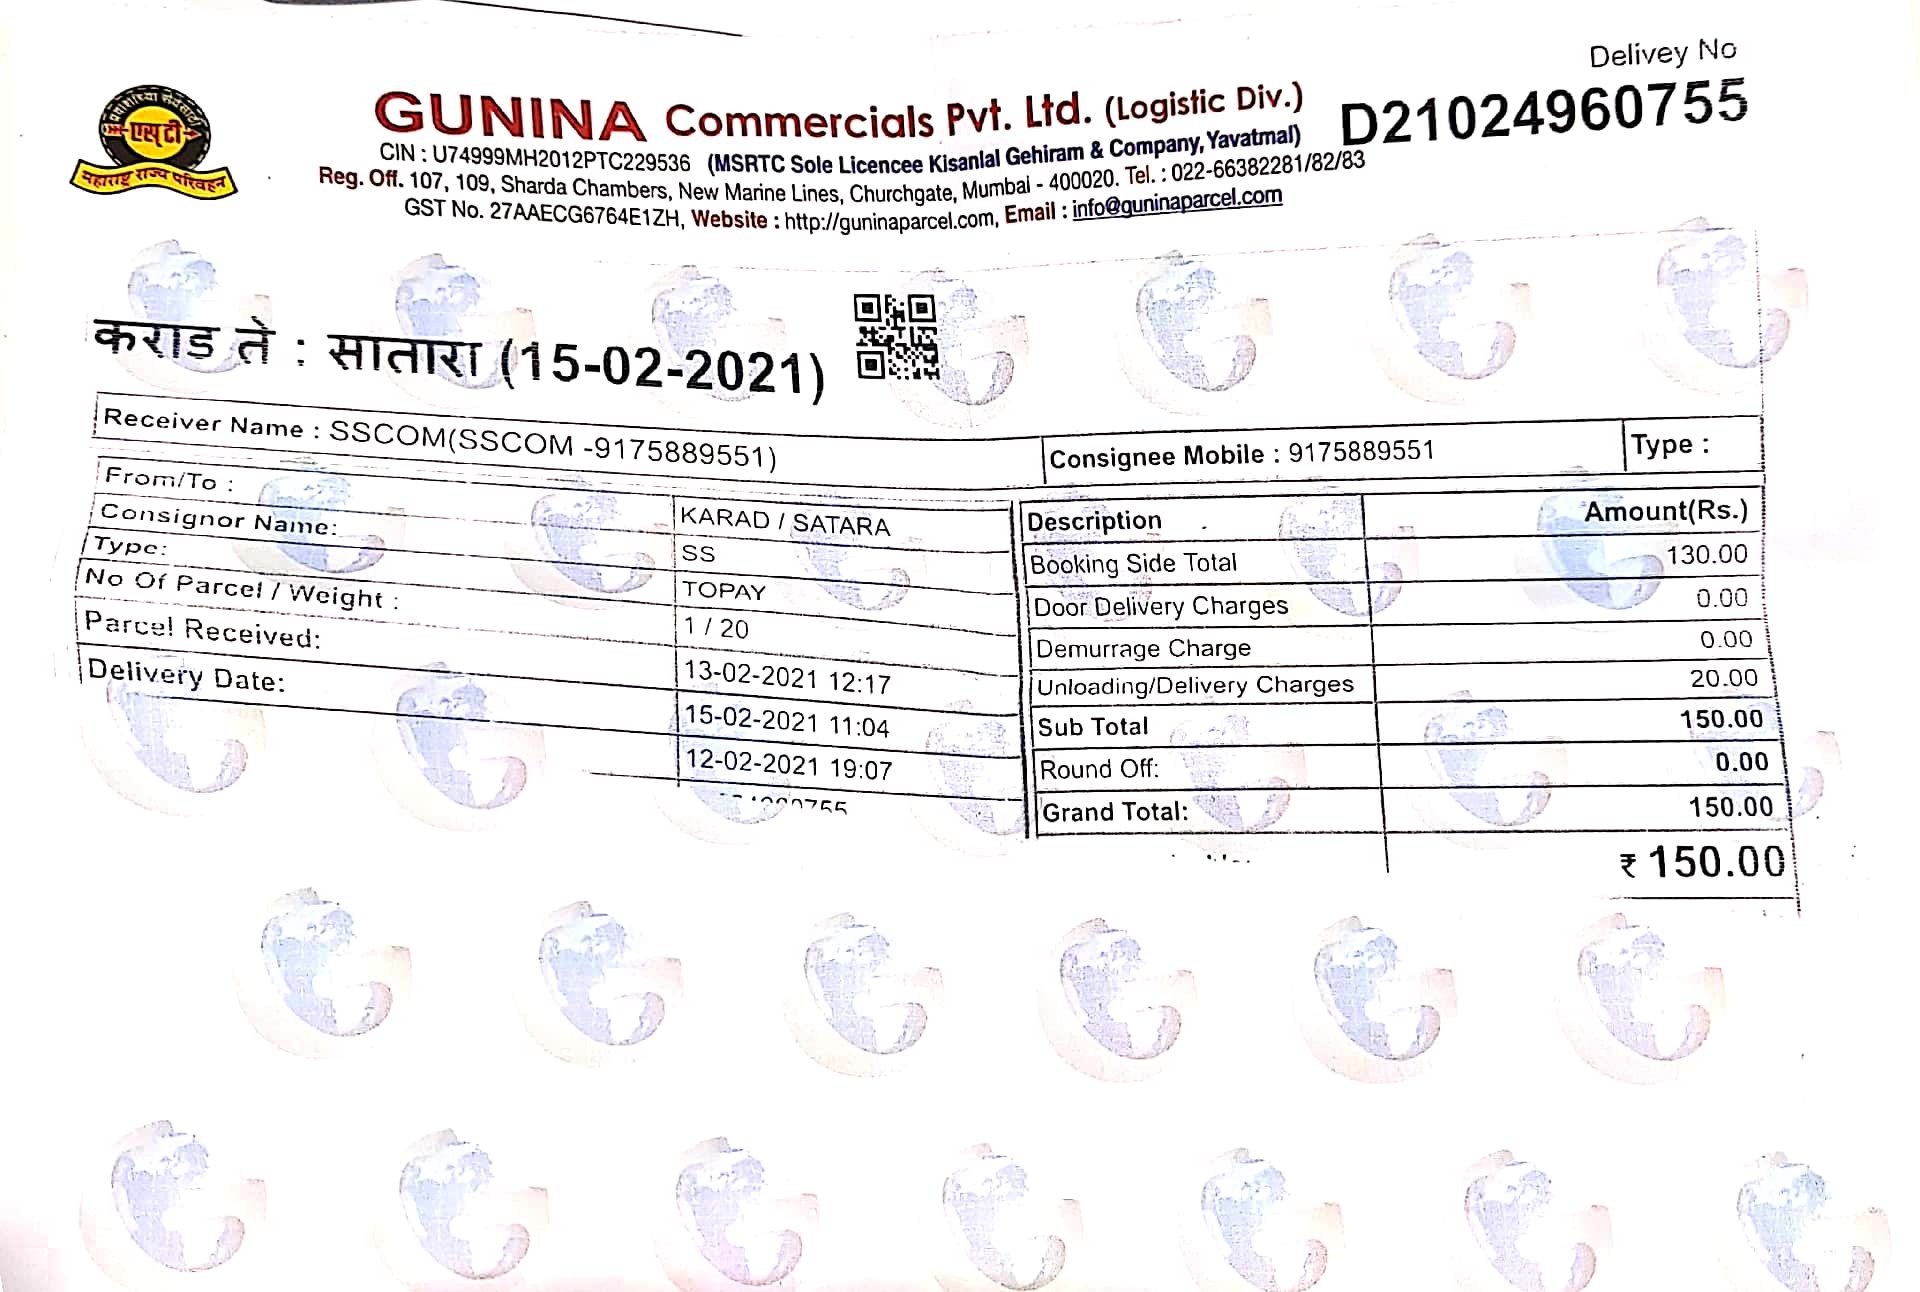 Delivey No
D21024960755
एस टी
महाराष्ट्र राज्य परिवहन
GUNINA Commercials Pvt. Ltd. (Logistic Div.)
CIN : U74999MH2012PTC229536 (MSRTC Sole Licencee Kisanlal Gehiram & Company, Yavatmal)
Reg. Off. 107, 109, Sharda Chambers, New Marine Lines, Churchgate, Mumbai - 400020. Tel. : 022-66382281/82/83
GST No. 27AAECG6764E1ZH, Website : http://guninaparcel.com, Email : info@guninaparcel.com
कराड ते : सातारा (15-02-2021)
Receiver Name : SSCOM(SSCOM -9175889551)
Consignee Mobile : 9175889551
Type :
From/To :
KARAD / SATARA
Consignor Name:
SS
Type:
TOPAY
No Of Parcel / Weight :
1 / 20
Parcel Received:
13-02-2021 12:17
Delivery Date:
15-02-2021 11:04
12-02-2021 19:07
Description
Amount(Rs.)
Booking Side Total
130.00
Door Delivery Charges
0.00
Demurrage Charge
0.00
Unloading/Delivery Charges
20.00
Sub Total
150.00
Round Off:
0.00
Grand Total:
150.00
₹ 150.00